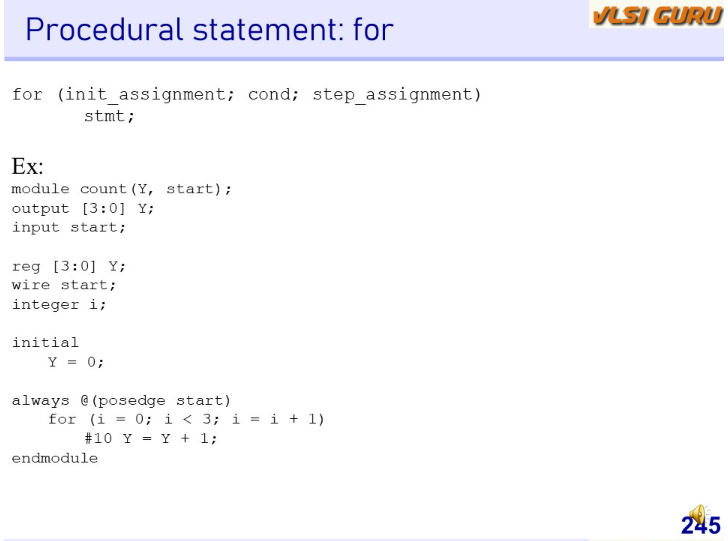 Procedural statement: for
VLSI GURU
for (init_assignment; cond; step_assignment)
stmt;
Ex:
module count(Y, start);
output [3:0] Y;
input start;
reg [3:0] Y;
wire start;
integer i;
initial
Y = 0;
always @(posedge start)
for (i = 0; i < 3; i = i + 1)
#10 Y = Y + 1;
endmodule
245